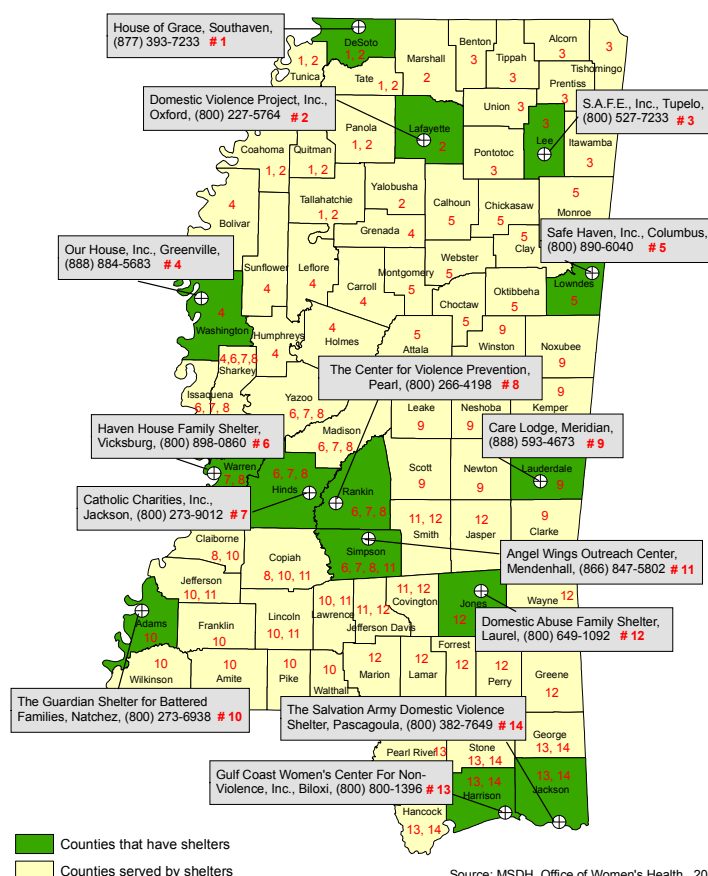 House of Grace, Southaven,
(877) 393-7233 # 1
DeSoto
1, 2
1, 2
Tunica
Tate
1, 2
Marshall
2
Benton
3
Tippah
3
Alcorn
3
3
Tishomingo
Prentiss
3
Domestic Violence Project, Inc.,
Oxford, (800) 227-5764 # 2
S.A.F.E., Inc., Tupelo,
(800) 527-7233 # 3
Panola
1, 2
Lafayette
2
Union 3
Pontotoc
3
3
Lee
Itawamba
3
Coahoma
1, 2
Quitman
1, 2
Tallahatchie
1, 2
Yalobusha
2
Calhoun
5
Chickasaw
5
5
Monroe
4
Bolivar
Grenada 4
5
Clay
Our House, Inc., Greenville,
(888) 884-5683 # 4
Safe Haven, Inc., Columbus,
(800) 890-6040 # 5
Sunflower
4
Leflore
4
Carroll
4
Montgomery
5
Webster
5
Choctaw
5
Oktibbeha
5
Lowndes
5
4
Washington
Humphreys
4
4
Holmes
5
Attala
9
Winston
Noxubee
9
4,6,7,8
Sharkey
The Center for Violence Prevention,
Pearl, (800) 266-4198 # 8
Issaquena
6, 7, 8
Yazoo
6, 7, 8
Leake
9
Neshoba
9
9
Kemper
Haven House Family Shelter,
Vicksburg, (800) 898-0860 # 6
Madison
6, 7, 8
Care Lodge, Meridian,
(888) 593-4673 # 9
Warren
7, 8
6, 7, 8
Hinds
Rankin
6, 7, 8
Scott
9
Newton
9
Lauderdale
9
Catholic Charities, Inc.,
Jackson, (800) 273-9012 # 7
Claiborne
8, 10
Copiah
8, 10, 11
Simpson
6, 7, 8, 11
11, 12
Smith
12
Jasper
9
Clarke
Angel Wings Outreach Center,
Mendenhall, (866) 847-5802 # 11
Jefferson
10, 11
Adams
10
Franklin
10
Lincoln
10, 11
10, 11
Lawrence
11, 12
Jefferson Davis
11, 12
Covington
Jones
12
Wayne 12
Domestic Abuse Family Shelter,
Laurel, (800) 649-1092 # 12
10
Wilkinson
10
Amite
10
Pike
10
Walthall
12
Marion
12
Lamar
Forrest
12
12
Perry
Greene
12
The Guardian Shelter for Battered
Families, Natchez, (800) 273-6938 # 10
The Salvation Army Domestic Violence
Shelter, Pascagoula, (800) 382-7649 # 14
Pearl River 13
Stone
13, 14
George
13, 14
Gulf Coast Women's Center For Non-
Violence, Inc., Biloxi, (800) 800-1396 # 13
13, 14
Harrison
13, 14
Jackson
Hancock
13, 14
Counties that have shelters
Counties served by shelters
Source: MSDH, Office of Women's Health, 20